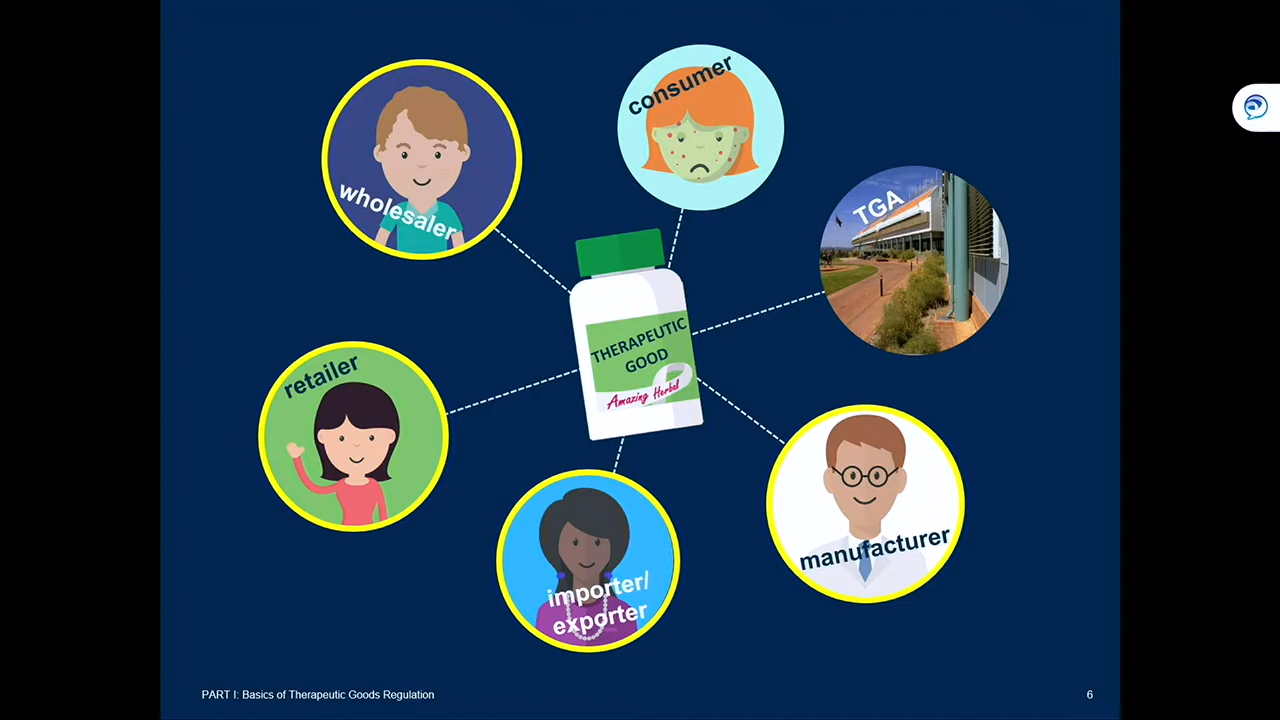 consumer
wholesaler
TGA
THERAPEUTIC
GOOD
Amazing Herbal
retailer
manufacturer
importer/
exporter
PART I: Basics of Therapeutic Goods Regulation
6